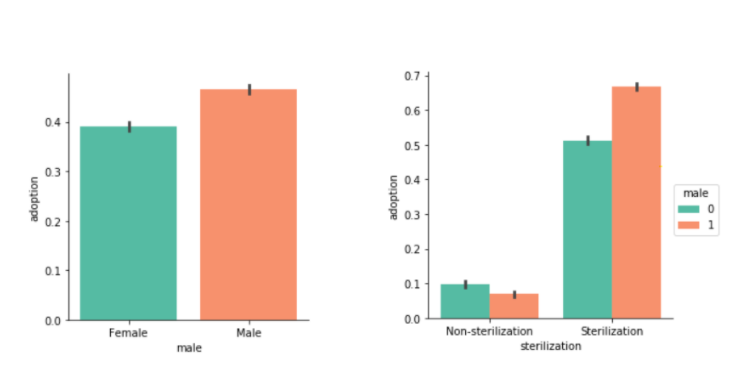 adoption
0.4
0.3
0.2
0.1
0.0
Female Male
male
adoption
0.7
0.6
0.5
0.4
0.3
0.2
0.1
0.0
Non-sterilization Sterilization
sterilization
male
0
1